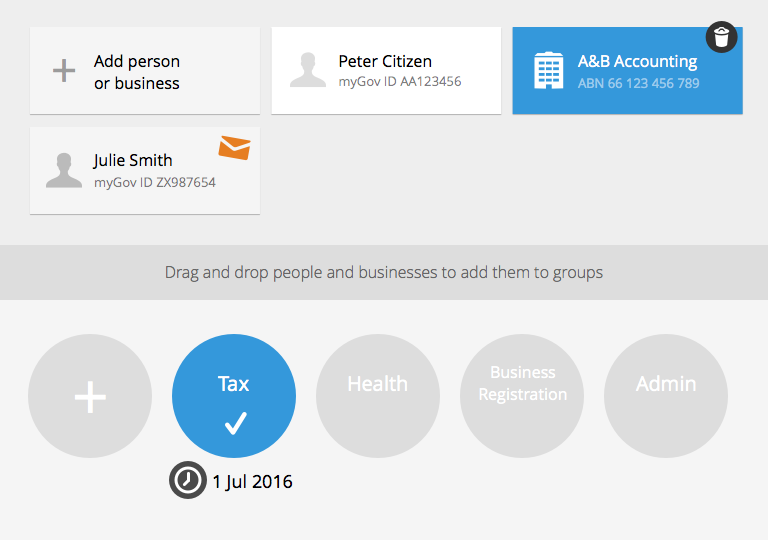 Add person
or business
Peter Citizen
myGov ID AA123456
A&B Accounting
ABN 66 123 456 789
Julie Smith
myGov ID ZX987654
Drag and drop people and businesses to add them to groups
Tax
Health
Business
Registration
Admin
1 Jul 2016